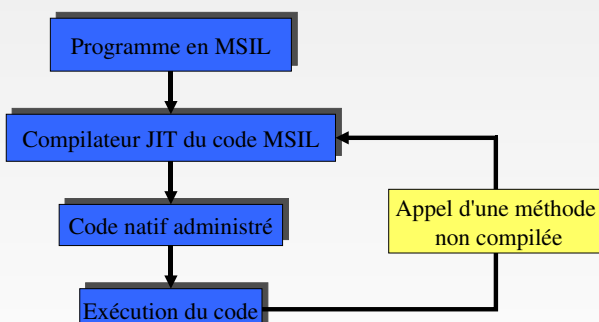 Programme en MSIL
Compilateur JIT du code MSIL
Code natif administré
Appel d'une méthode
non compilée
Exécution du code